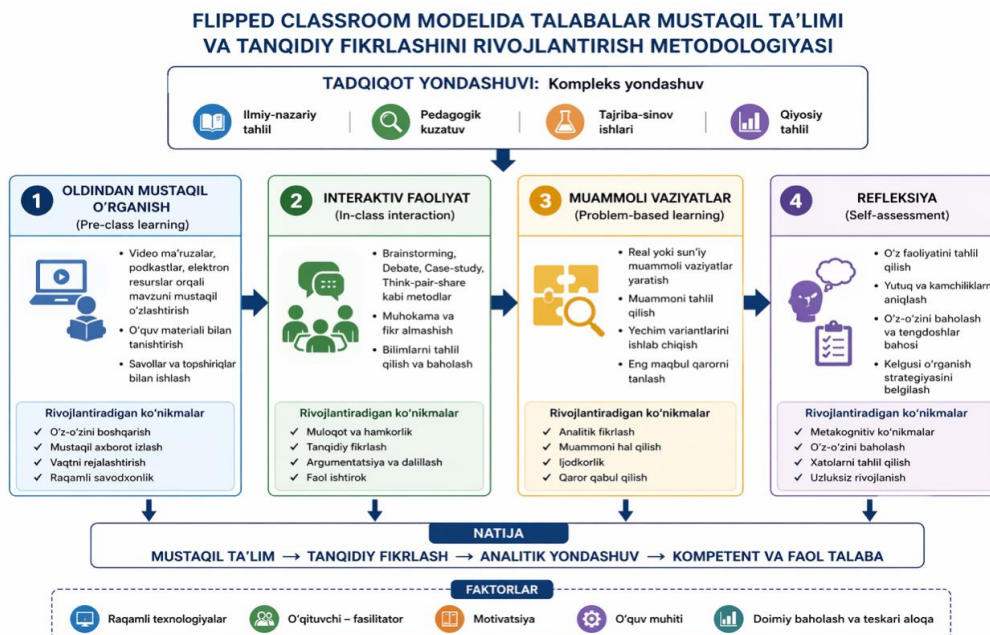 FLIPPED CLASSROOM MODELIDA TALABALAR MUSTAQIL TA’LIMI
VA TANQIDIY FIKRLASHINI RIVOJLANTIRISH METODOLOGIYASI
TADQIQOT YONDASHUVI: Kompleks yondashuv
Ilmiy-nazariy
tahlil
Pedagogik
kuzatuv
Tajriba-sinov
ishlari
Qiyosiy
tahlil
1
OLDINDAN MUSTAQIL
O‘RGANISH
(Pre-class learning)
• Video ma’ruzalar,
podkastlar, elektron
resurslar orqali
mavzuni mustaqil
o‘zlashtirish
• O‘quv materiali bilan
tanishtirish
• Savollar va topshiriqlar
bilan ishlash
Rivojlantiradigan ko‘nikmalar
✓ O‘z-o‘zini boshqarish
✓ Mustaqil axborot izlash
✓ Vaqtni rejalashtirish
✓ Raqamli savodxonlik
2
INTERAKTIV FAOLIYAT
(In-class interaction)
• Brainstorming,
Debate, Case-study,
Think-pair-share
kabi metodlar
• Muhokama va
fikr almashish
• Bilimlarni tahlil
qilish va baholash
Rivojlantiradigan ko‘nikmalar
✓ Muloqot va hamkorlik
✓ Tanqidiy fikrlash
✓ Argumentatsiya va dalillash
✓ Faol ishtirok
3
MUAMMOLI VAZIYATLAR
(Problem-based learning)
• Real yoki sun’iy
muammoli vaziyatlar
yaratish
• Muammoni tahlil
qilish
• Yechim variantlarini
ishlab chiqish
• Eng maqbul qarorni
tanlash
Rivojlantiradigan ko‘nikmalar
✓ Analitik fikrlash
✓ Muammoni hal qilish
✓ Ijodkorlik
✓ Qaror qabul qilish
4
REFLEKSIYA
(Self-assessment)
• O‘z faoliyatini tahlil
qilish
• Yutuq va kamchiliklarn
aniqlash
• O‘z-o‘zini baholash
va tengdoshlar
bahosi
• Kelgusi o‘rganish
strategiyasini
belgilash
Rivojlantiradigan ko‘nikmalar
✓ Metakognitiv ko‘nikmalar
✓ O‘z-o‘zini baholash
✓ Xatolarni tahlil qilish
✓ Uzluksiz rivojlanish
NATIJA
MUSTAQIL TA’LIM → TANQIDIY FIKRLASH → ANALITIK YONDASHUV → KOMPETENT VA FAOL TALABA
FAKTORLAR
Raqamli texnologiyalar
O‘qituvchi – fasilitator
Motivatsiya
O‘quv muhiti
Doimiy baholash va teskari aloqa